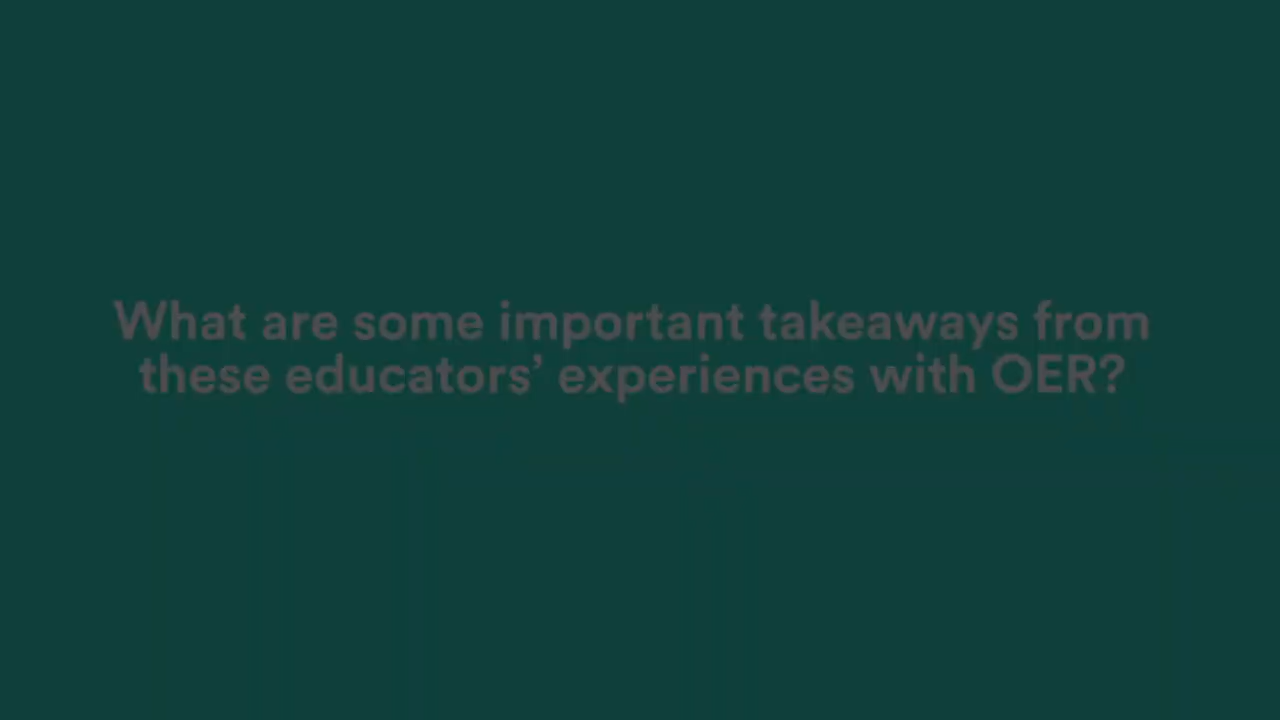 What are some important takeaways from
these educators’ experiences with OER?